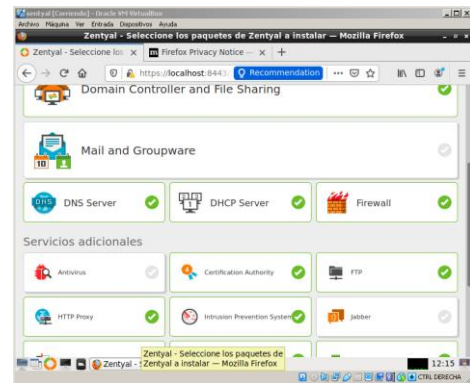 zentyal [Corriendo] - Oracle VM VirtualBox
Archivo Máquina Ver Entrada Dispositivos Ayuda
Zentyal - Seleccione los paquetes de Zentyal a instalar — Mozilla Firefox
Zentyal - Seleccione los × Firefox Privacy Notice — × +
https://localhost:8443 Recommendation
Domain Controller and File Sharing
Mail and Groupware
DNS Server DHCP Server Firewall
Servicios adicionales
Antivirus Certification Authority FTP
HTTP Proxy Intrusion Prevention System Jabber
Zentyal - Seleccione los paquetes de
Zentyal a instalar — Mozilla Firefox
Zentyal - 12:15
CTRL DERECHA